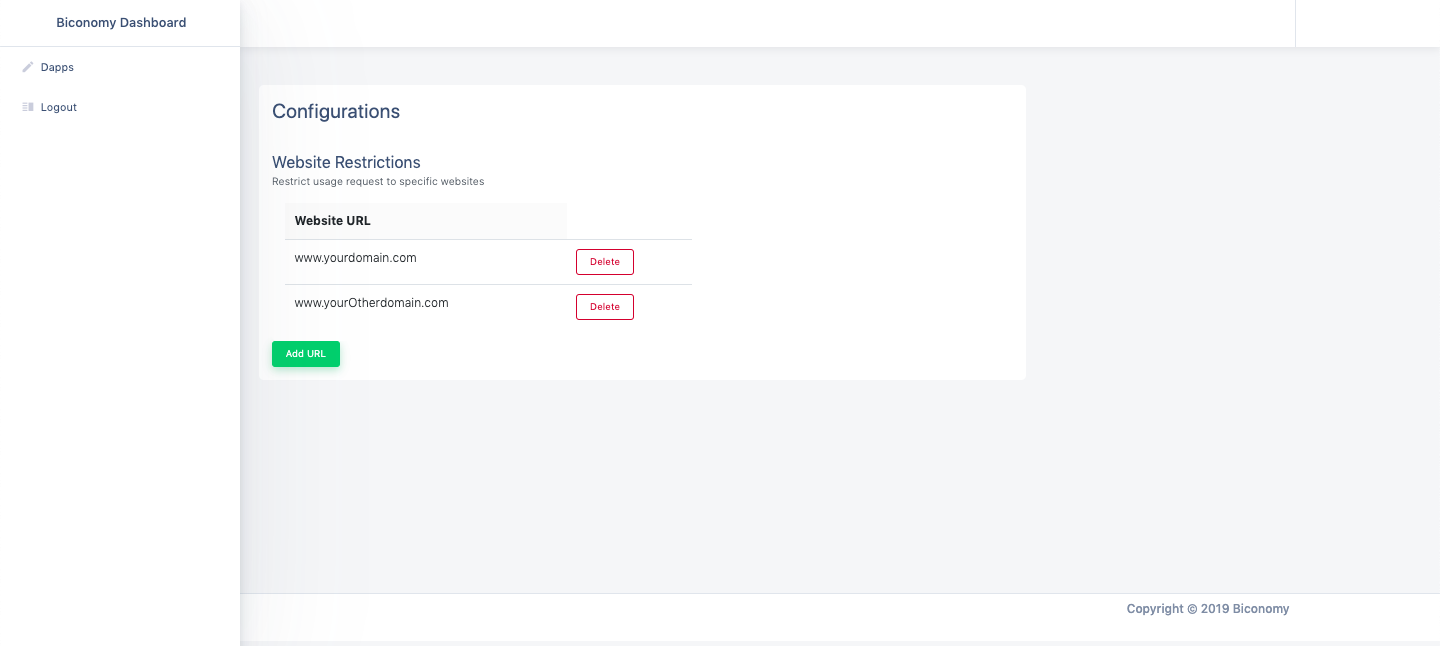 Biconomy Dashboard
Dapps
Logout
Configurations
Website Restrictions
Restrict usage request to specific websites
Website URL
www.yourdomain.com Delete
www.yourOtherdomain.com Delete
Add URL
Copyright © 2019 Biconomy